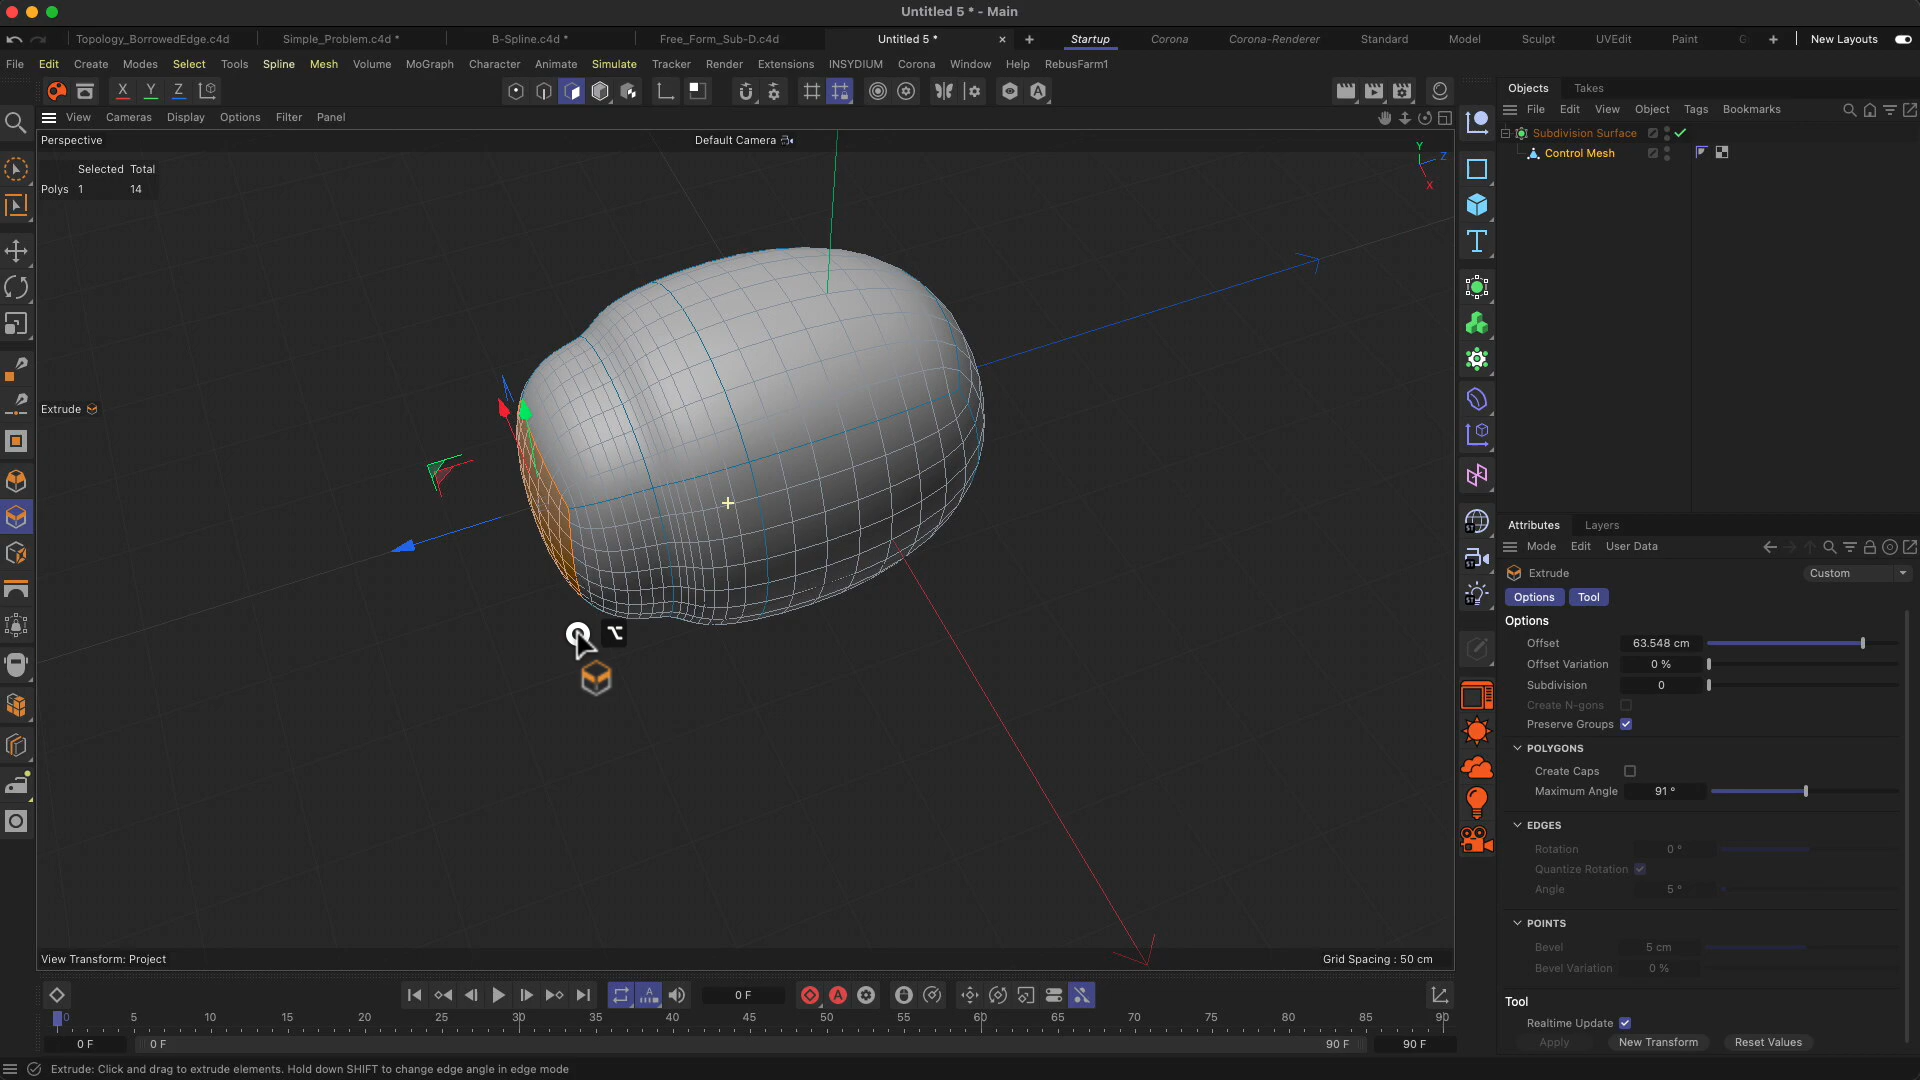 Untitled 5 * - Main
Topology_BorrowedEdge.c4d
Simple_Problem.c4d *
B-Spline.c4d *
Free_Form_Sub-D.c4d
Untitled 5 *
Startup
Corona
Corona-Renderer
Standard
Model
Sculpt
UVEdit
Paint
New Layouts
File Edit Create Modes Select Tools Spline Mesh Volume MoGraph Character Animate Simulate Tracker Render Extensions INSYDIUM Corona Window Help RebusFarm1
X Y Z
Objects Takes
View Cameras Display Options Filter Panel
File Edit View Object Tags Bookmarks
Perspective
Default Camera
Subdivision Surface
Control Mesh
Y
Z
X
Selected Total
Polys 1 14
Extrude
ST
ST
ST
Attributes Layers
Mode Edit User Data
Extrude
Custom
Options Tool
Options
Offset 63.548 cm
Offset Variation 0 %
Subdivision 0
Create N-gons
Preserve Groups
POLYGONS
Create Caps
Maximum Angle 91 °
EDGES
Rotation 0 °
Quantize Rotation
Angle 5 °
POINTS
Bevel 5 cm
Bevel Variation 0 %
Tool
Realtime Update
Apply New Transform Reset Values
View Transform: Project
Grid Spacing : 50 cm
0 F
0 5 10 15 20 25 30 35 40 45 50 55 60 65 70 75 80 85 90
0 F 0 F 90 F 90 F
Extrude: Click and drag to extrude elements. Hold down SHIFT to change edge angle in edge mode